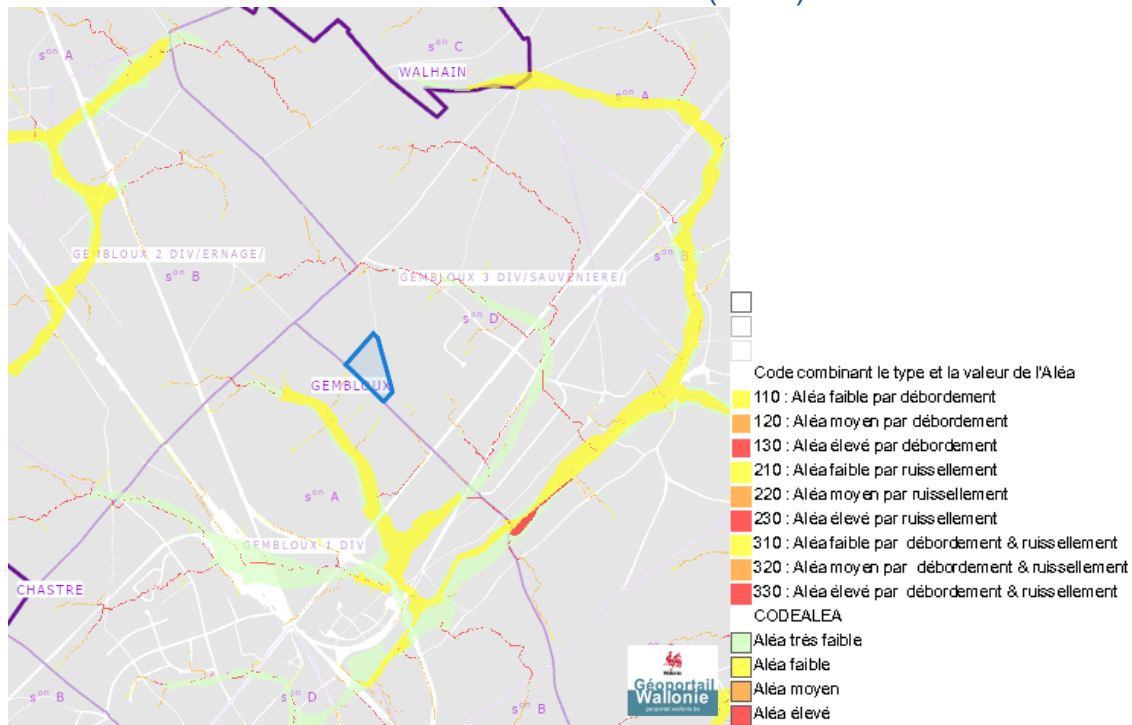 sᵒⁿ A
sᵒⁿ C
WALHAIN
sᵒⁿ A
GEMBLOUX 2 DIV/ERNAGE/
sᵒⁿ B
sᵒⁿ B
GEMBLOUX 3 DIV/SAUVENIERE/
sᵒⁿ D
GEMBLOUX
sᵒⁿ A
GEMBLOUX 1 DIV
CHASTRE
sᵒⁿ B
sᵒⁿ D
sᵒⁿ B
Wallonie
Géoportail
Wallonie
geoportail.wallonie.be
Code combinant le type et la valeur de l'Aléa
110 : Aléa faible par débordement
120 : Aléa moyen par débordement
130 : Aléa élevé par débordement
210 : Aléa faible par ruissellement
220 : Aléa moyen par ruissellement
230 : Aléa élevé par ruissellement
310 : Aléa faible par débordement & ruissellement
320 : Aléa moyen par débordement & ruissellement
330 : Aléa élevé par débordement & ruissellement
CODEALEA
Aléa très faible
Aléa faible
Aléa moyen
Aléa élevé